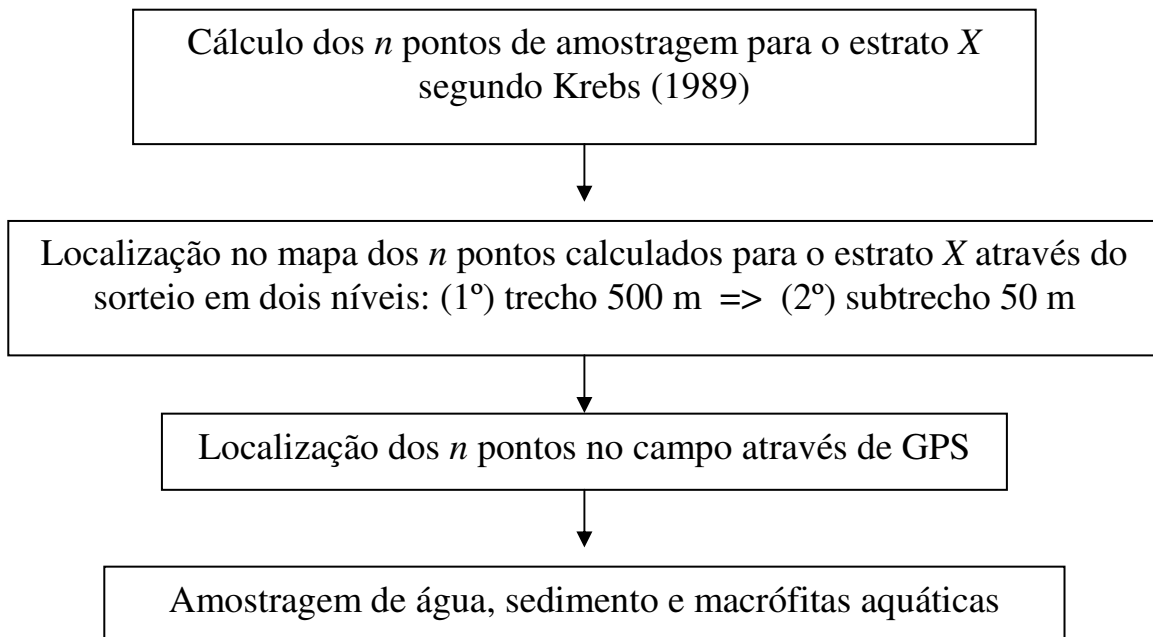 Cálculo dos n pontos de amostragem para o estrato X
segundo Krebs (1989)
Localização no mapa dos n pontos calculados para o estrato X através do
sorteio em dois níveis: (1º) trecho 500 m => (2º) subtrecho 50 m
Localização dos n pontos no campo através de GPS
Amostragem de água, sedimento e macrófitas aquáticas